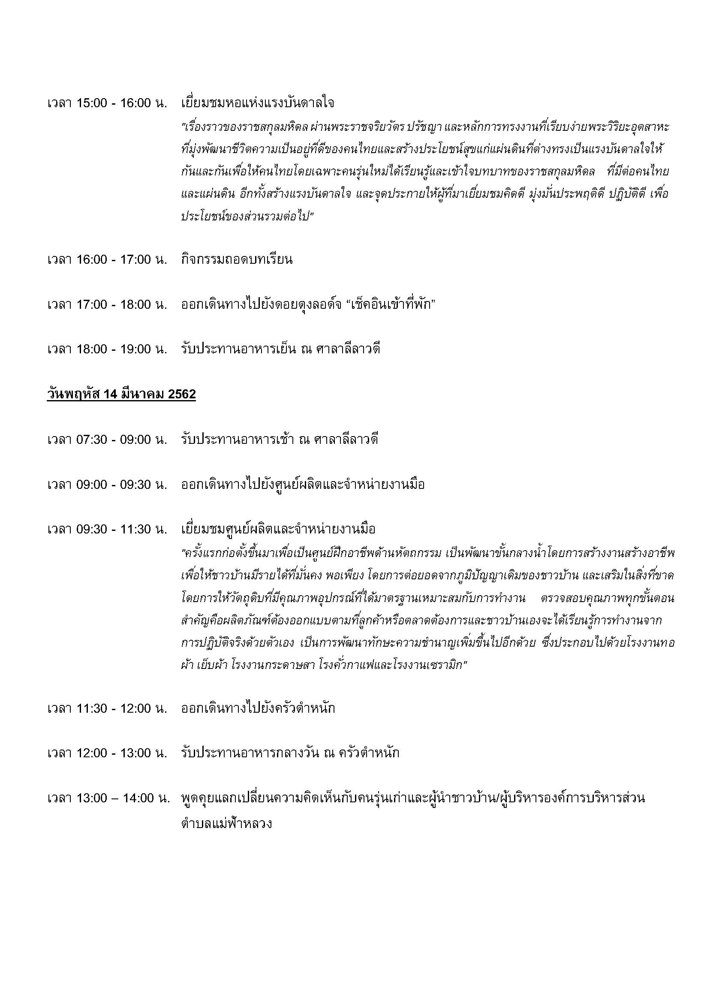 เวลา 15:00 - 16:00 น. เยี่ยมชมหอแห่งแรงบันดาลใจ
"เรื่องราวของราชสกุลมหิดล ผ่านพระราชจริยวัตร ปรัชญา และหลักการทรงงานที่เรียบง่ายพระวิริยะอุตสาหะ
ที่มุ่งพัฒนาชีวิตความเป็นอยู่ที่ดีของคนไทยและสร้างประโยชน์สุขแก่แผ่นดินที่ต่างทรงเป็นแรงบันดาลใจให้
กันและกันเพื่อให้คนไทยโดยเฉพาะคนรุ่นใหม่ได้เรียนรู้และเข้าใจบทบาทของราชสกุลมหิดล ที่มีต่อคนไทย
และแผ่นดิน อีกทั้งสร้างแรงบันดาลใจ และจุดประกายให้ผู้ที่มาเยี่ยมชมคิดดี มุ่งมั่นประพฤติดี ปฏิบัติดี เพื่อ
ประโยชน์ของส่วนรวมต่อไป"
เวลา 16:00 - 17:00 น. กิจกรรมถอดบทเรียน
เวลา 17:00 - 18:00 น. ออกเดินทางไปยังดอยตุงลอด์จ “เช็คอินเข้าที่พัก”
เวลา 18:00 - 19:00 น. รับประทานอาหารเย็น ณ ศาลาลีลาวดี
วันพฤหัส 14 มีนาคม 2562
เวลา 07:30 - 09:00 น. รับประทานอาหารเช้า ณ ศาลาลีลาวดี
เวลา 09:00 - 09:30 น. ออกเดินทางไปยังศูนย์ผลิตและจำหน่ายงานมือ
เวลา 09:30 - 11:30 น. เยี่ยมชมศูนย์ผลิตและจำหน่ายงานมือ
"ครั้งแรกก่อตั้งขึ้นมาเพื่อเป็นศูนย์ฝึกอาชีพด้านหัตถกรรม เป็นพัฒนาขั้นกลางน้ำโดยการสร้างงานสร้างอาชีพ
เพื่อให้ชาวบ้านมีรายได้ที่มั่นคง พอเพียง โดยการต่อยอดจากภูมิปัญญาเดิมของชาวบ้าน และเสริมในสิ่งที่ขาด
โดยการให้วัตถุดิบที่มีคุณภาพอุปกรณ์ที่ได้มาตรฐานเหมาะสมกับการทำงาน ตรวจสอบคุณภาพทุกขั้นตอน
สำคัญคือผลิตภัณฑ์ต้องออกแบบตามที่ลูกค้าหรือตลาดต้องการและชาวบ้านเองจะได้เรียนรู้การทำงานจาก
การปฏิบัติจริงด้วยตัวเอง เป็นการพัฒนาทักษะความชำนาญเพิ่มขึ้นไปอีกด้วย ซึ่งประกอบไปด้วยโรงงานทอ
ผ้า เย็บผ้า โรงงานกระดาษสา โรงคั่วกาแฟและโรงงานเซรามิก"
เวลา 11:30 - 12:00 น. ออกเดินทางไปยังครัวตำหนัก
เวลา 12:00 - 13:00 น. รับประทานอาหารกลางวัน ณ ครัวตำหนัก
เวลา 13:00 – 14:00 น. พูดคุยแลกเปลี่ยนความคิดเห็นกับคนรุ่นเก่าและผู้นำชาวบ้าน/ผู้บริหารองค์การบริหารส่วน
ตำบลแม่ฟ้าหลวง